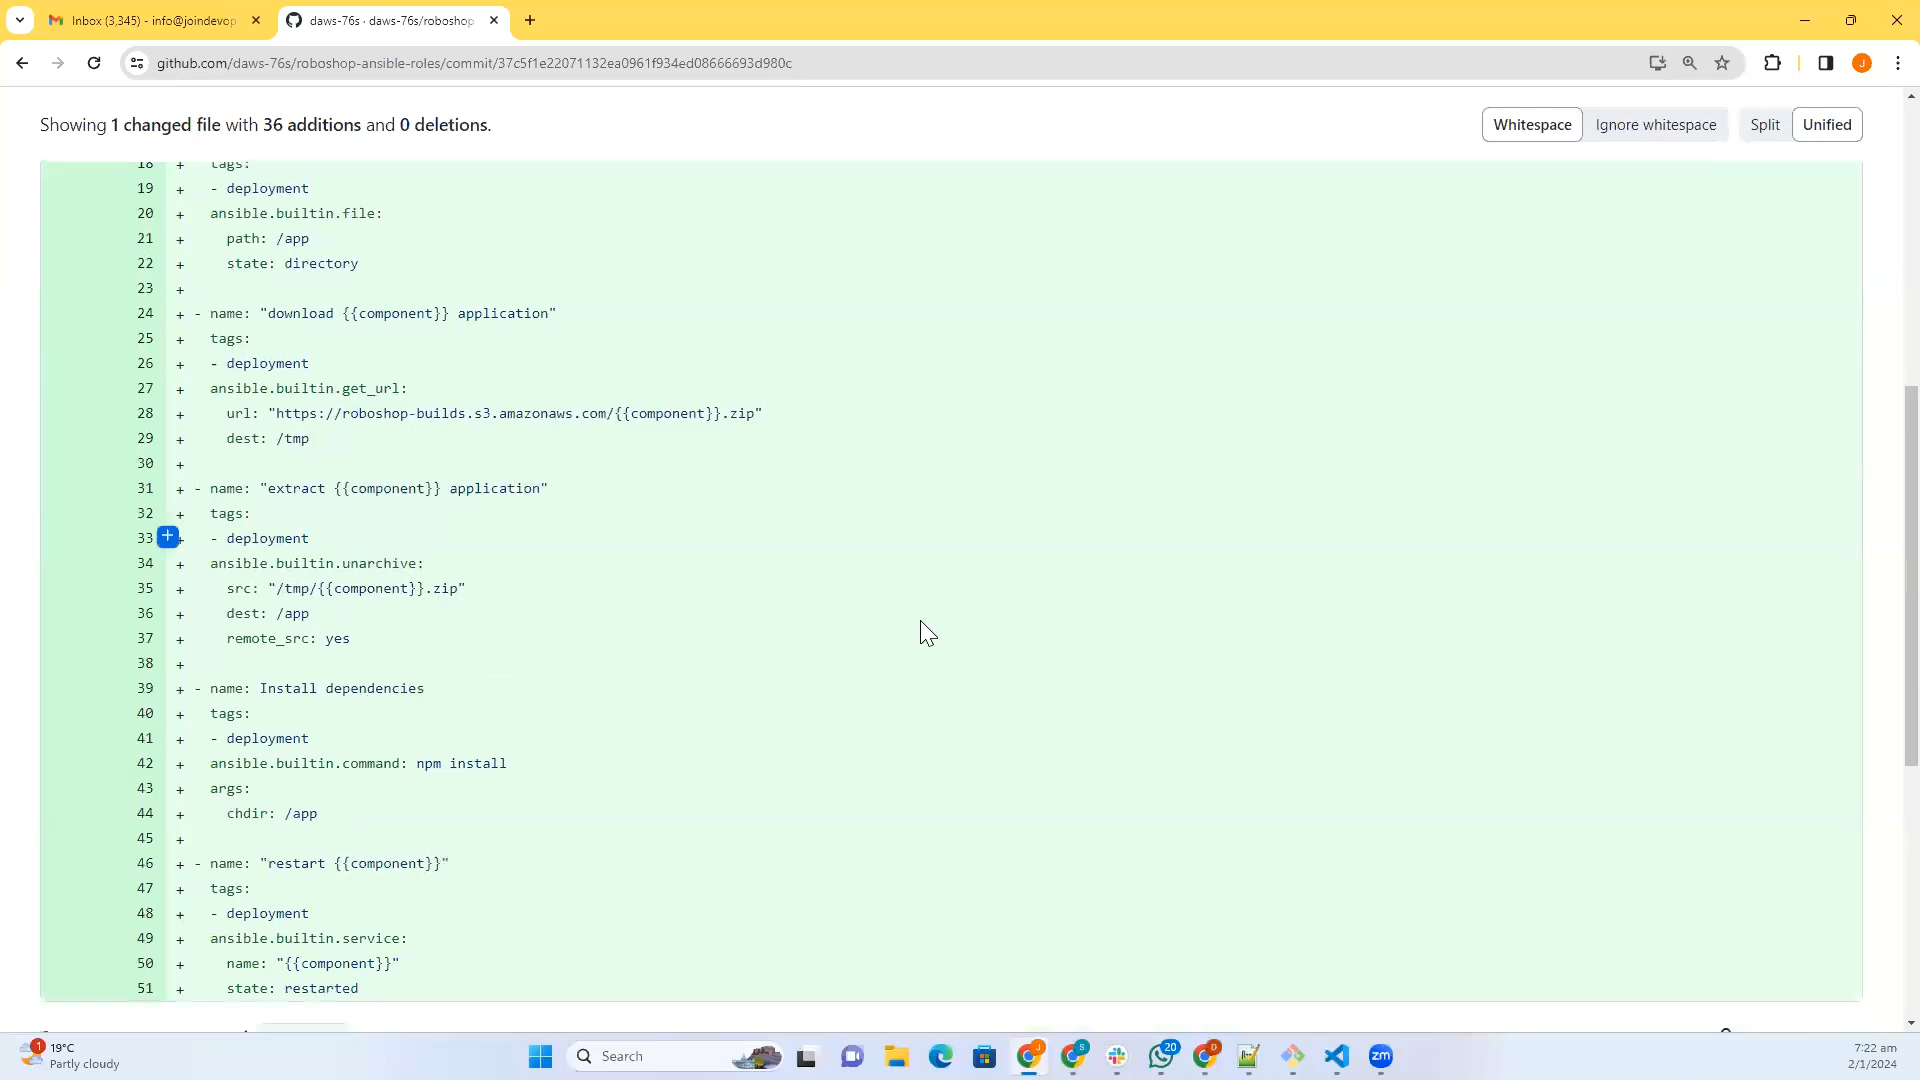 Inbox (3,345) - info@joindevop
daws-76s · daws-76s/roboshop
github.com/daws-76s/roboshop-ansible-roles/commit/37c5f1e22071132ea0961f934ed08666693d980c
J
Showing 1 changed file with 36 additions and 0 deletions.
Whitespace
Ignore whitespace
Split
Unified
18 + tags:
19 + - deployment
20 + ansible.builtin.file:
21 + path: /app
22 + state: directory
23 +
24 + - name: "download {{component}} application"
25 + tags:
26 + - deployment
27 + ansible.builtin.get_url:
28 + url: "https://roboshop-builds.s3.amazonaws.com/{{component}}.zip"
29 + dest: /tmp
30 +
31 + - name: "extract {{component}} application"
32 + tags:
33 + - deployment
34 + ansible.builtin.unarchive:
35 + src: "/tmp/{{component}}.zip"
36 + dest: /app
37 + remote_src: yes
38 +
39 + - name: Install dependencies
40 + tags:
41 + - deployment
42 + ansible.builtin.command: npm install
43 + args:
44 + chdir: /app
45 +
46 + - name: "restart {{component}}"
47 + tags:
48 + - deployment
49 + ansible.builtin.service:
50 + name: "{{component}}"
51 + state: restarted
1
19°C
Partly cloudy
Search
J
S
20
D
zm
7:22 am
2/1/2024